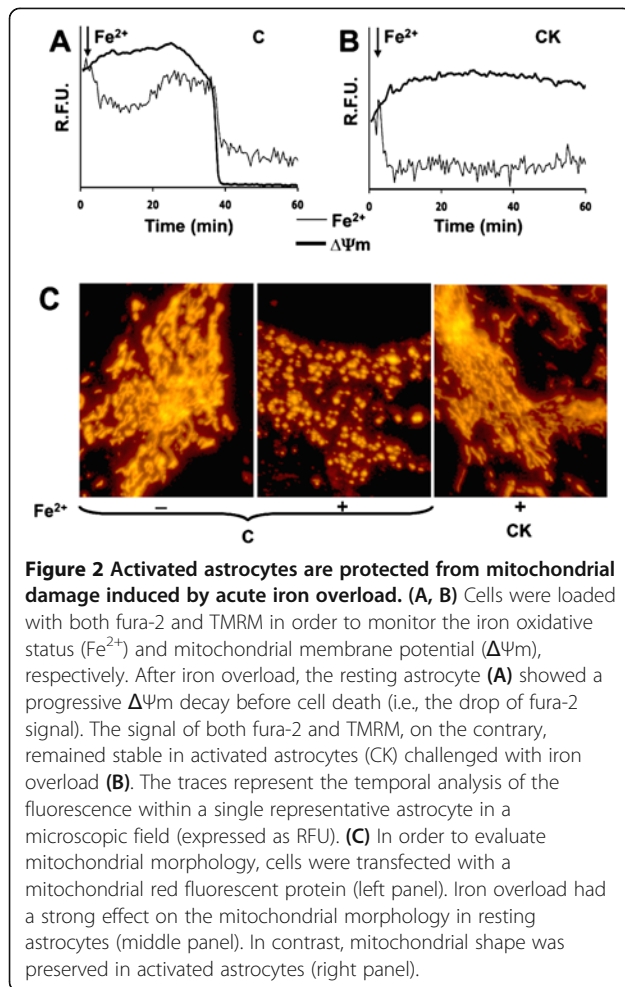 A Fe²⁺ C
R.F.U.
0 20 40 60
Time (min)
B Fe²⁺ CK
R.F.U.
0 20 40 60
Time (min)
Fe²⁺
ΔΨm
C
Fe²⁺ – + +
C CK
Figure 2 Activated astrocytes are protected from mitochondrial
damage induced by acute iron overload. (A, B) Cells were loaded
with both fura-2 and TMRM in order to monitor the iron oxidative
status (Fe²⁺) and mitochondrial membrane potential (ΔΨm),
respectively. After iron overload, the resting astrocyte (A) showed a
progressive ΔΨm decay before cell death (i.e., the drop of fura-2
signal). The signal of both fura-2 and TMRM, on the contrary,
remained stable in activated astrocytes (CK) challenged with iron
overload (B). The traces represent the temporal analysis of the
fluorescence within a single representative astrocyte in a
microscopic field (expressed as RFU). (C) In order to evaluate
mitochondrial morphology, cells were transfected with a
mitochondrial red fluorescent protein (left panel). Iron overload had
a strong effect on the mitochondrial morphology in resting
astrocytes (middle panel). In contrast, mitochondrial shape was
preserved in activated astrocytes (right panel).